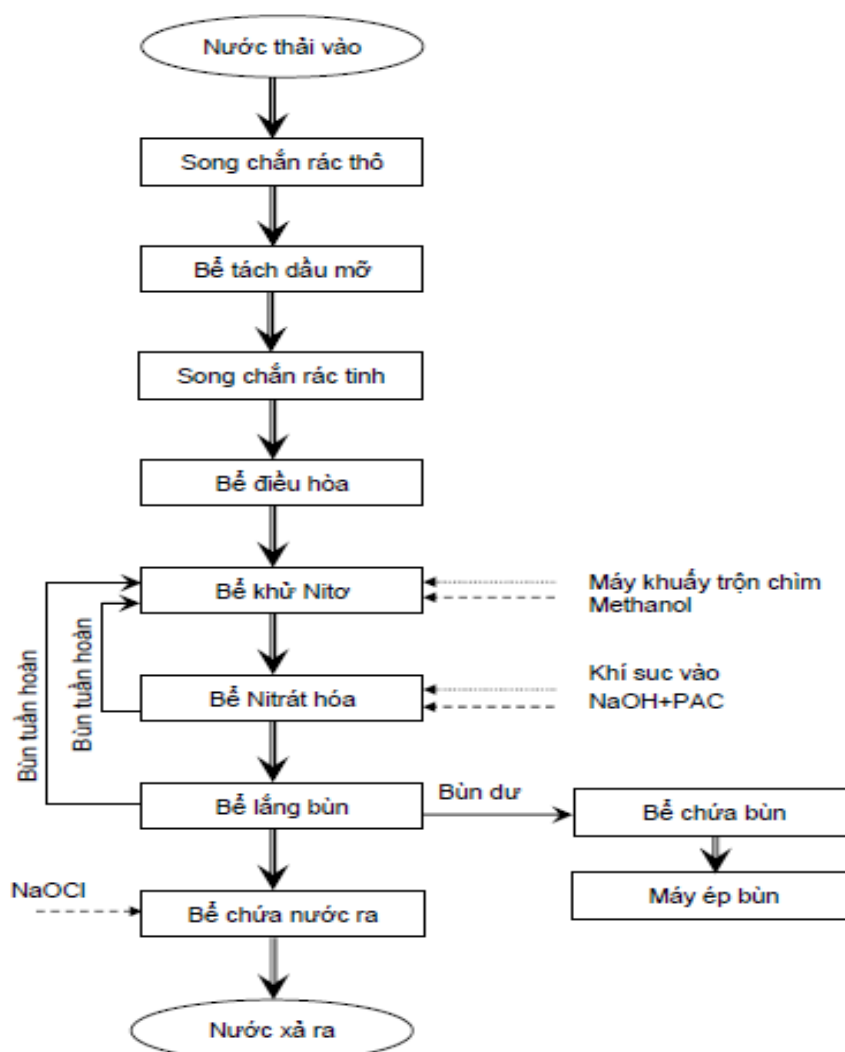 Nước thải vào
Song chắn rác thô
Bể tách dầu mỡ
Song chắn rác tinh
Bể điều hòa
Bể khử Nitơ
Máy khuấy trộn chìm
Methanol
Bùn tuần hoàn
Bùn tuần hoàn
Bể Nitrát hóa
Khí suc vào
NaOH+PAC
Bể lắng bùn
Bùn dư
Bể chứa bùn
Máy ép bùn
NaOCl
Bể chứa nước ra
Nước xả ra